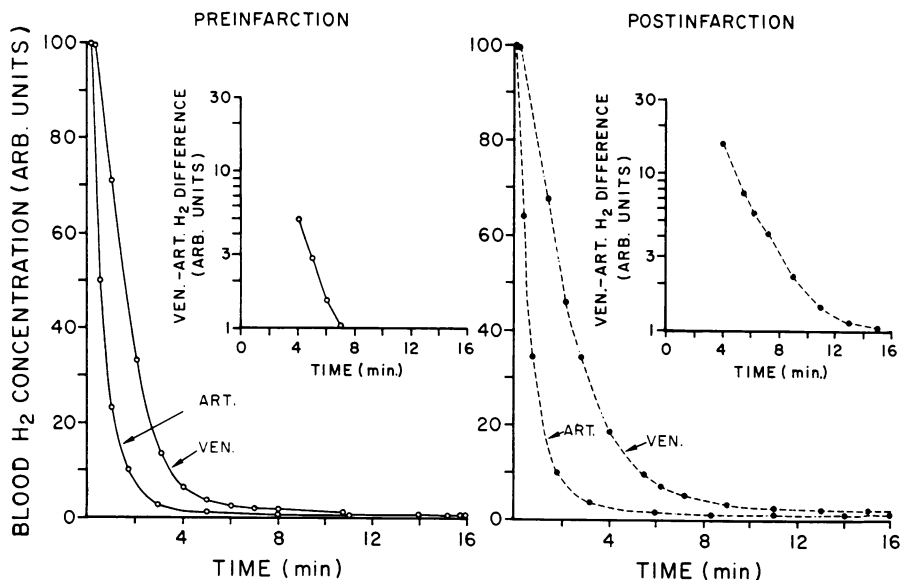 PREINFARCTION
BLOOD H2 CONCENTRATION (ARB. UNITS)
100
80
60
40
20
0
4
8
12
16
TIME (min)
ART.
VEN.
VEN.-ART. H2 DIFFERENCE
(ARB. UNITS)
30
10
3
1
0
4
8
12
16
TIME (min.)
POSTINFARCTION
100
80
60
40
20
0
4
8
12
16
TIME (min)
ART.
VEN.
VEN.-ART. H2 DIFFERENCE
(ARB. UNITS)
30
10
3
1
0
4
8
12
16
TIME (min.)